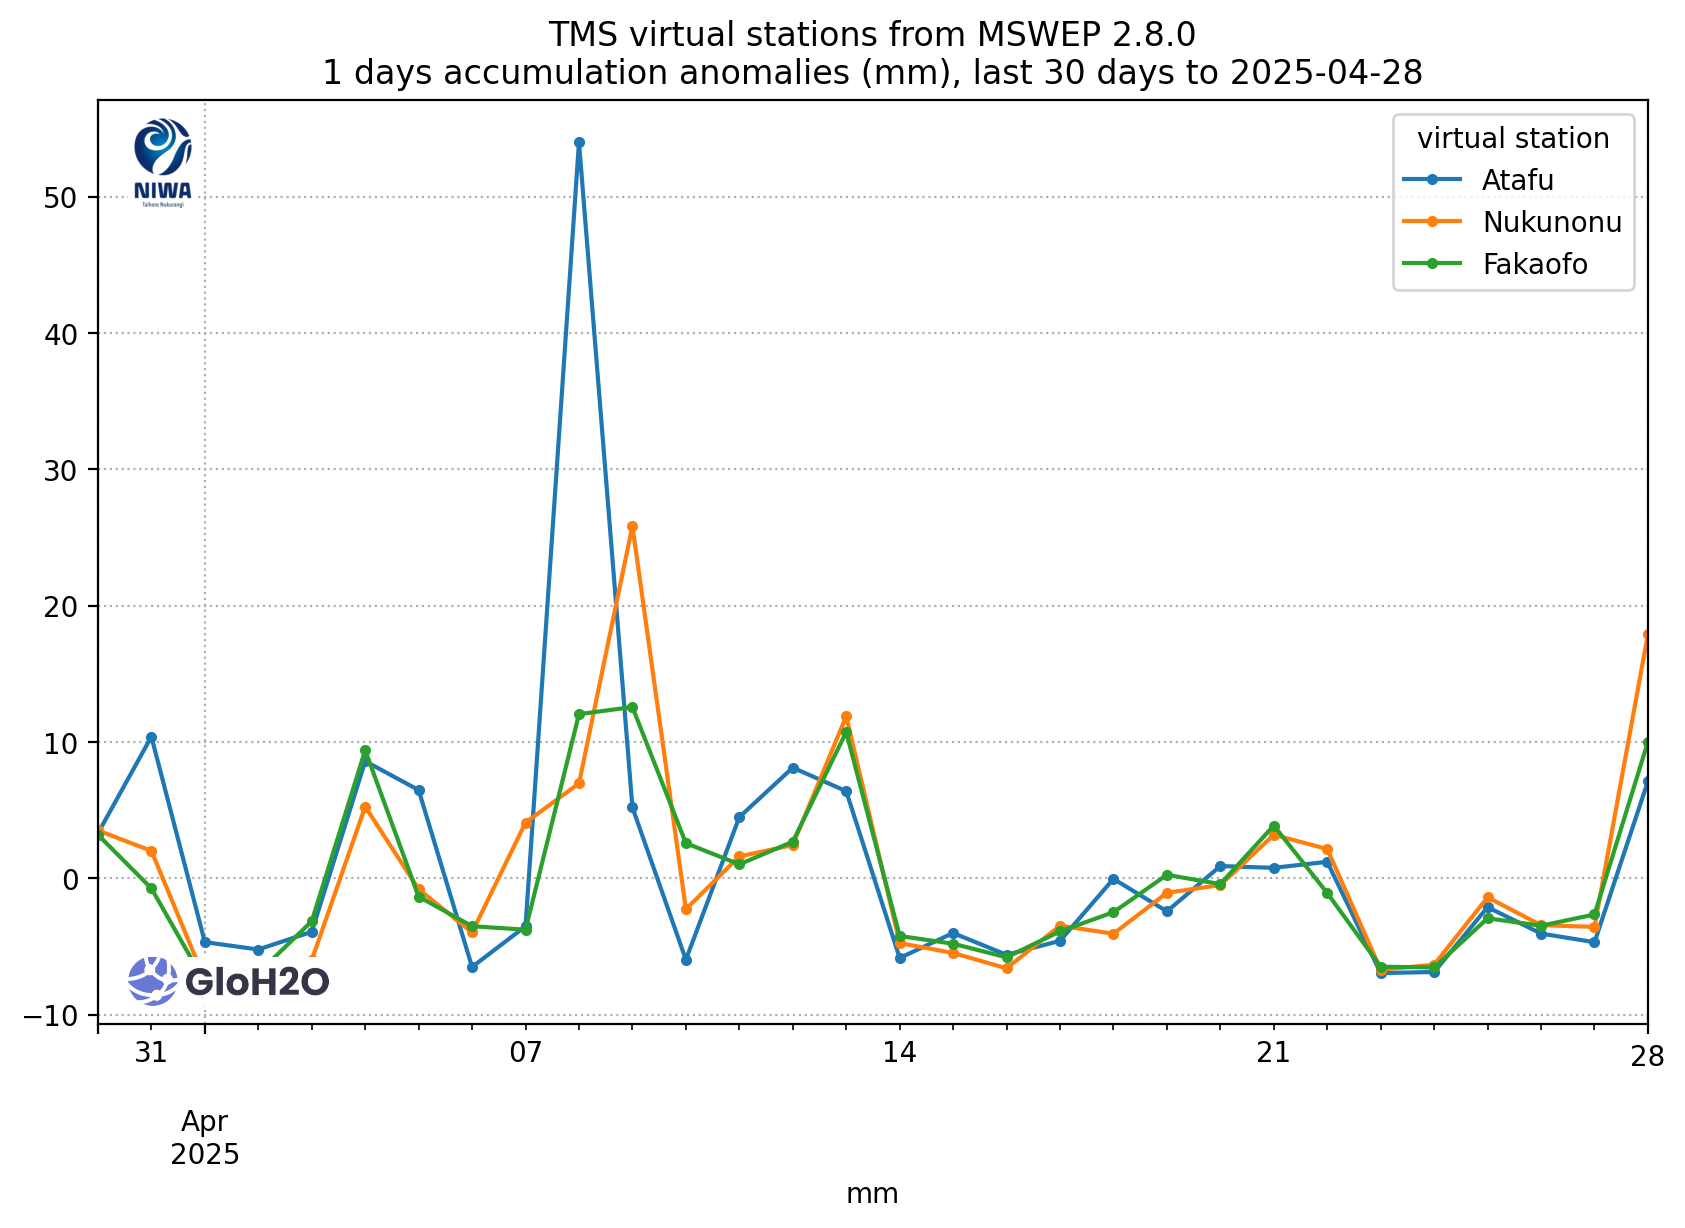 TMS virtual stations from MSWEP 2.8.0
1 days accumulation anomalies (mm), last 30 days to 2025-04-28
NIWA
Taihoro Nukurangi
virtual station
Atafu
Nukunonu
Fakaofo
50
40
30
20
10
0
−10
GloH2O
31
07
14
21
28
Apr
2025
mm